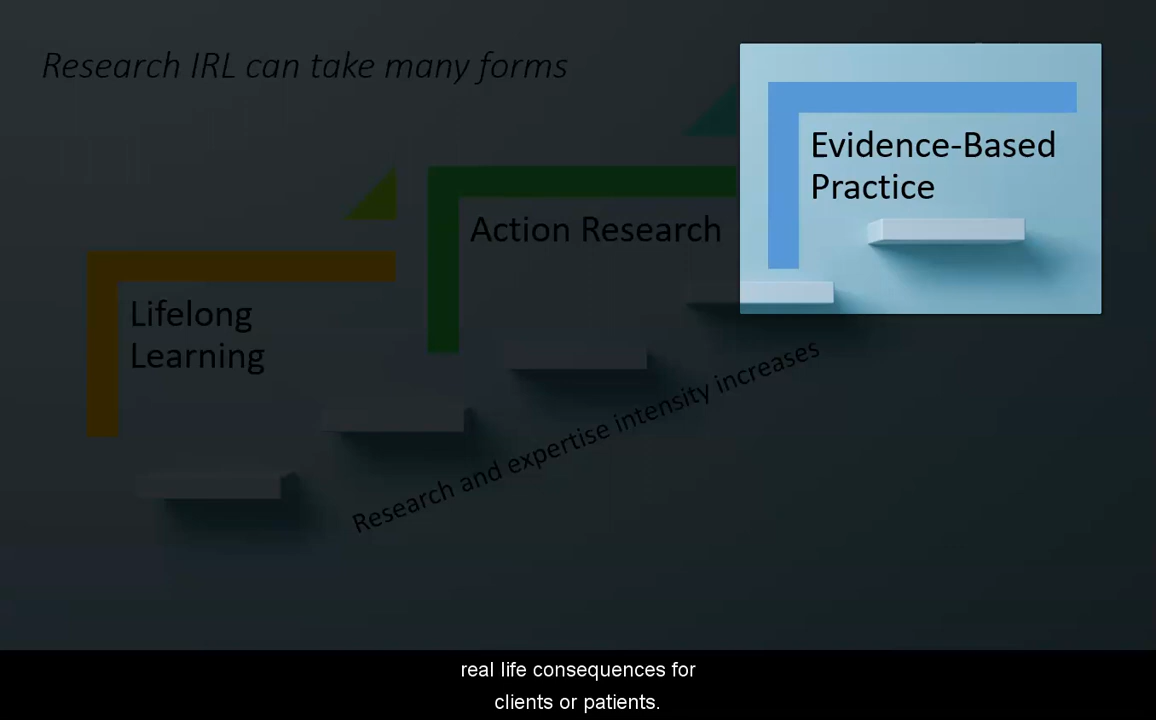 Research IRL can take many forms
Evidence-Based
Practice
Action Research
Lifelong
Learning
Research and expertise intensity increases
real life consequences for
clients or patients.